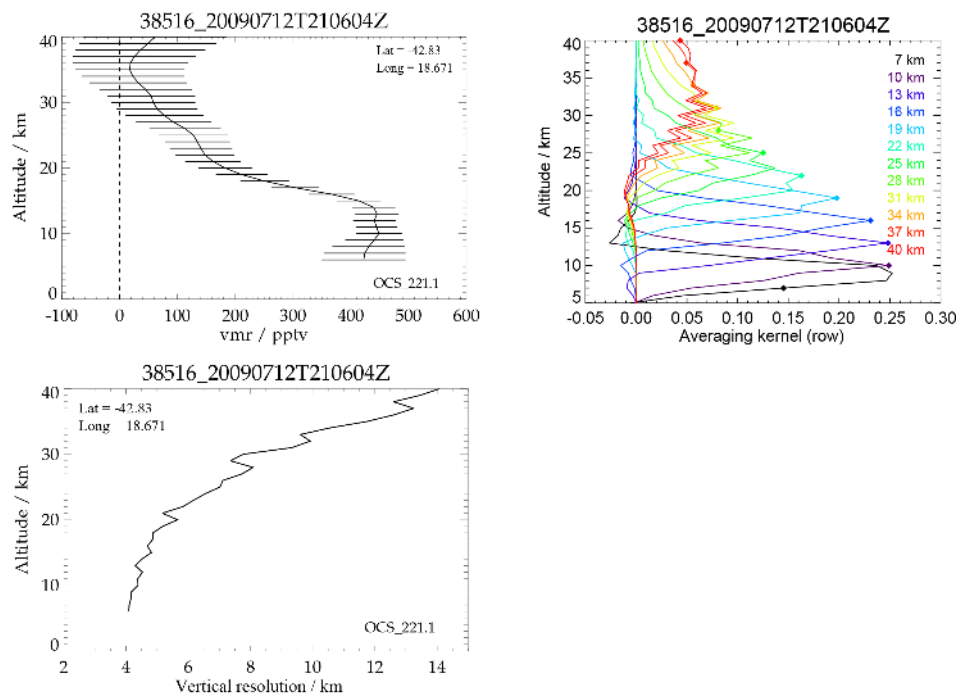 38516_20090712T210604Z
40
30
20
10
0
Altitude / km
Lat = -42.83
Long = 18.671
OCS_221.1
-100 0 100 200 300 400 500 600
vmr / pptv
38516_20090712T210604Z
40
35
30
25
20
15
10
5
Altitude / km
7 km
10 km
13 km
16 km
19 km
22 km
25 km
28 km
31 km
34 km
37 km
40 km
-0.05 0.00 0.05 0.10 0.15 0.20 0.25 0.30
Averaging kernel (row)
38516_20090712T210604Z
40
30
20
10
0
Altitude / km
Lat = -42.83
Long 18.671
OCS_221.1
2 4 6 8 10 12 14
Vertical resolution / km